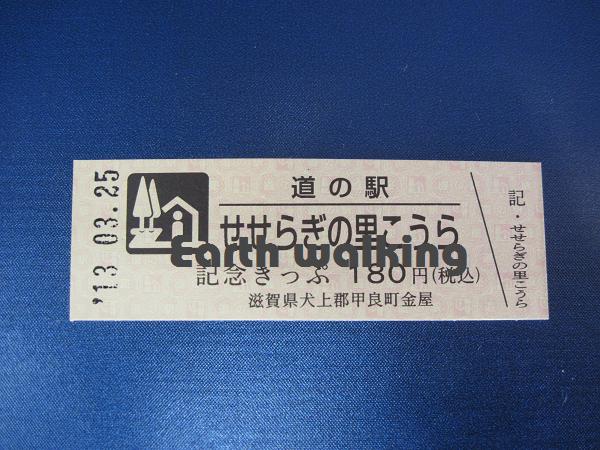 '13 03.25
道の駅
せせらぎの里こうら
Earth walking
記念きっぷ 180円(税込)
滋賀県犬上郡甲良町金屋
記・せせらぎの里こうら